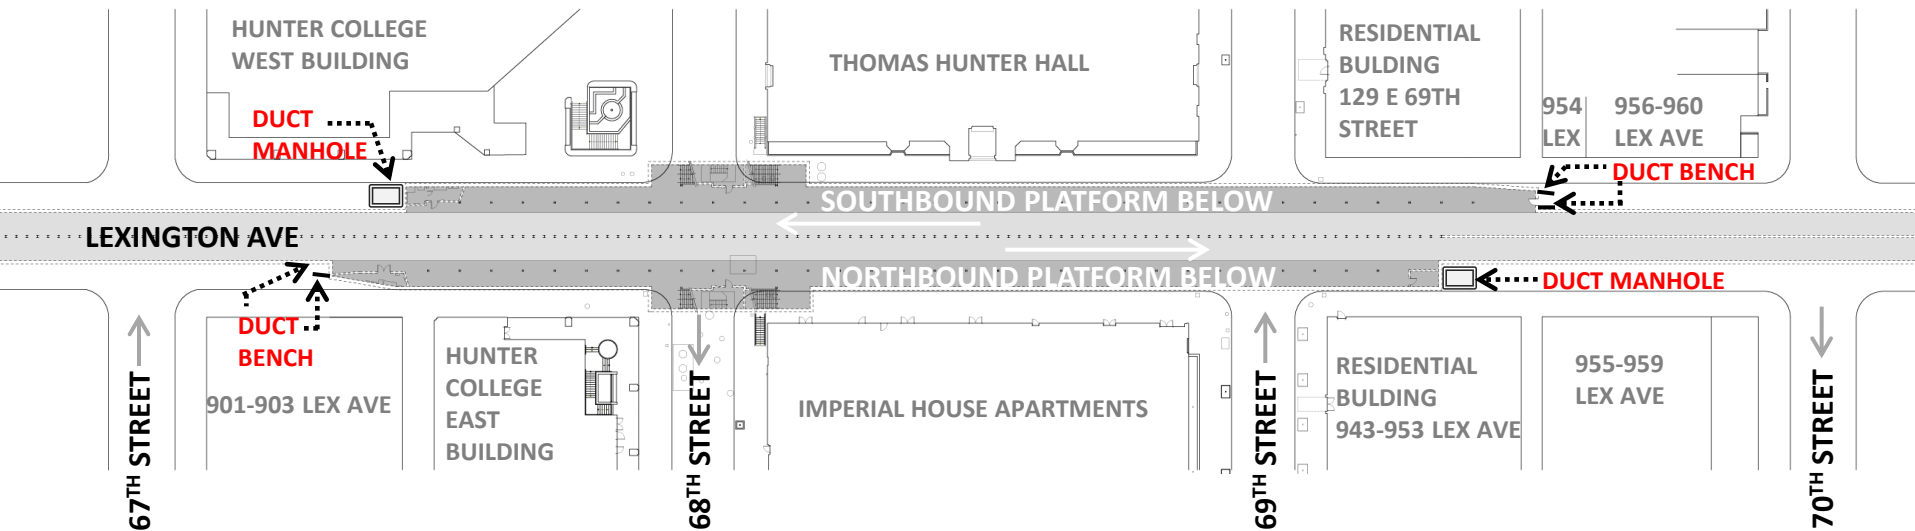 HUNTER COLLEGE
WEST BUILDING
THOMAS HUNTER HALL
RESIDENTIAL
BULDING
129 E 69TH
STREET
954
LEX
956-960
LEX AVE
DUCT
MANHOLE
DUCT BENCH
SOUTHBOUND PLATFORM BELOW
LEXINGTON AVE
NORTHBOUND PLATFORM BELOW
DUCT MANHOLE
DUCT
BENCH
901-903 LEX AVE
HUNTER
COLLEGE
EAST
BUILDING
IMPERIAL HOUSE APARTMENTS
RESIDENTIAL
BULDING
943-953 LEX AVE
955-959
LEX AVE
67TH STREET
68TH STREET
69TH STREET
70TH STREET